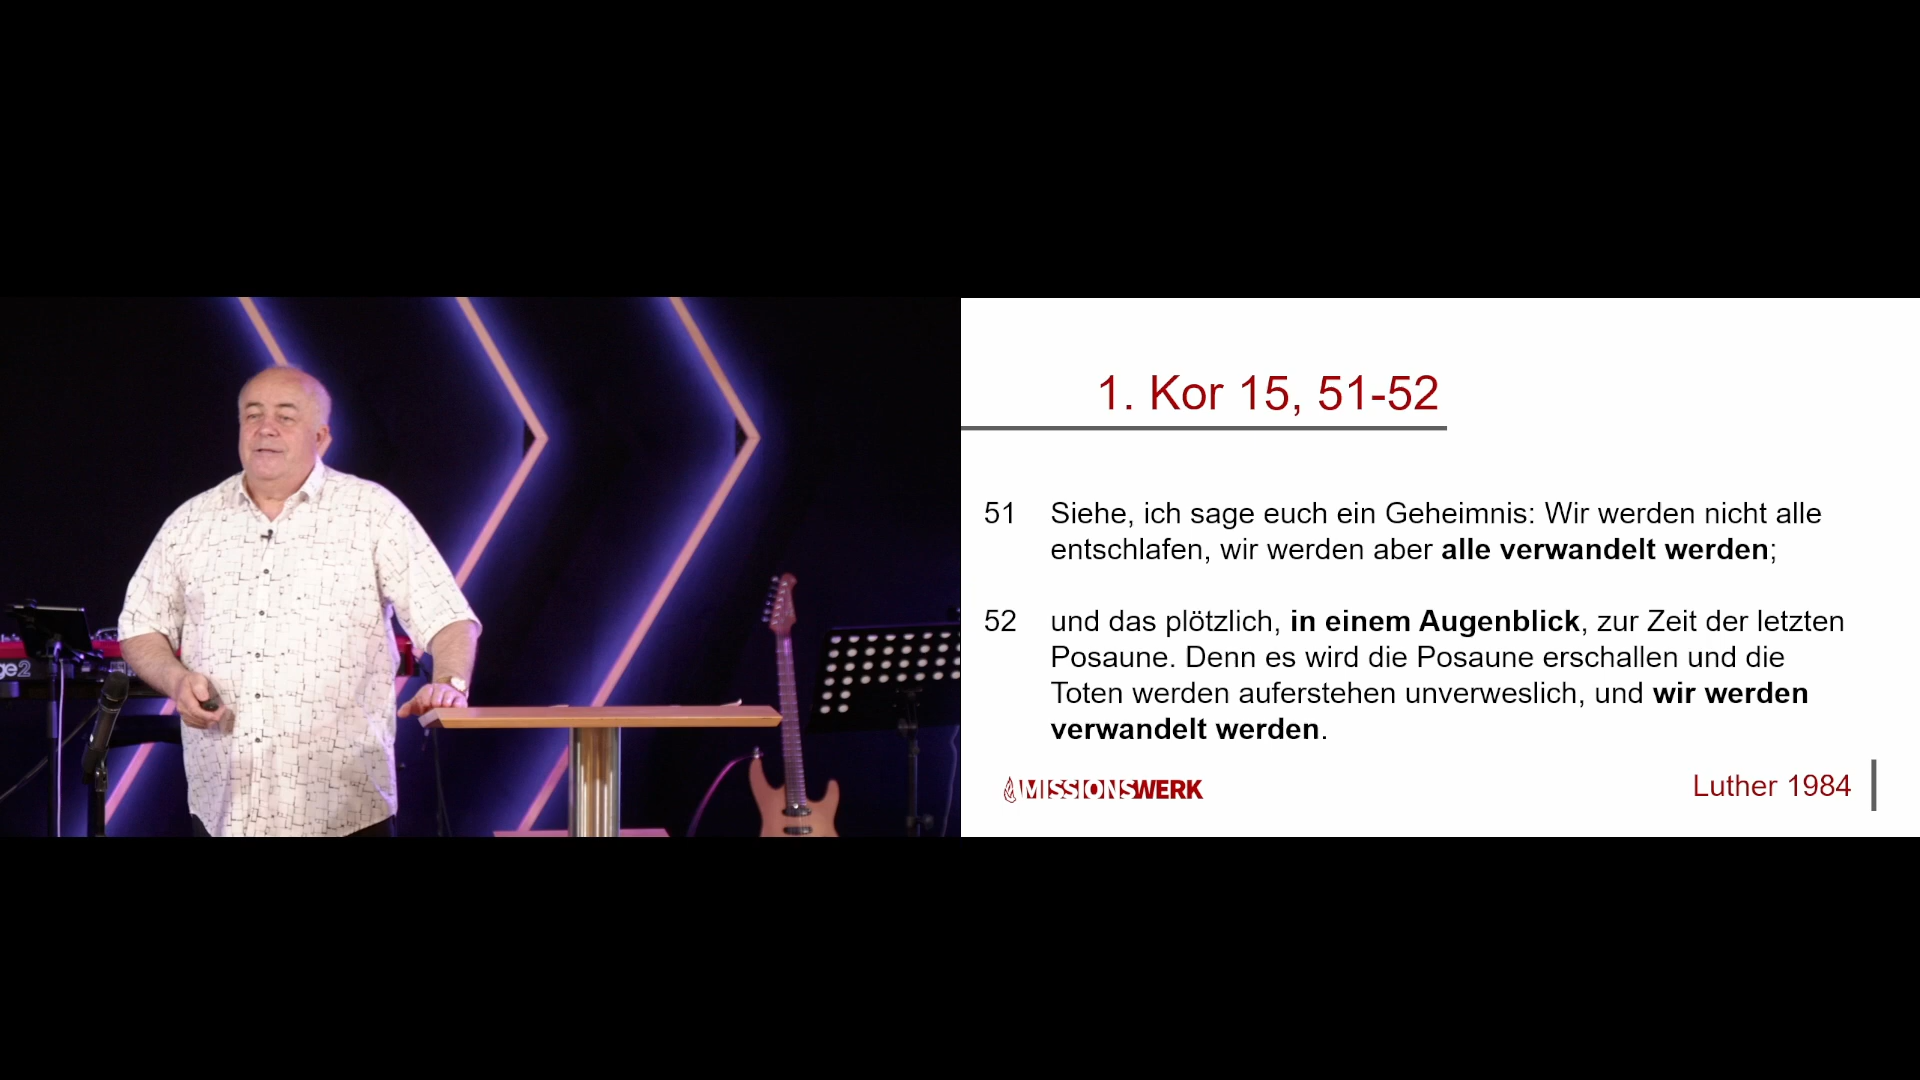 1. Kor 15, 51-52
51 Siehe, ich sage euch ein Geheimnis: Wir werden nicht alle
entschlafen, wir werden aber alle verwandelt werden;
52 und das plötzlich, in einem Augenblick, zur Zeit der letzten
Posaune. Denn es wird die Posaune erschallen und die
Toten werden auferstehen unverweslich, und wir werden
verwandelt werden.
MISSIONSWERK
Luther 1984